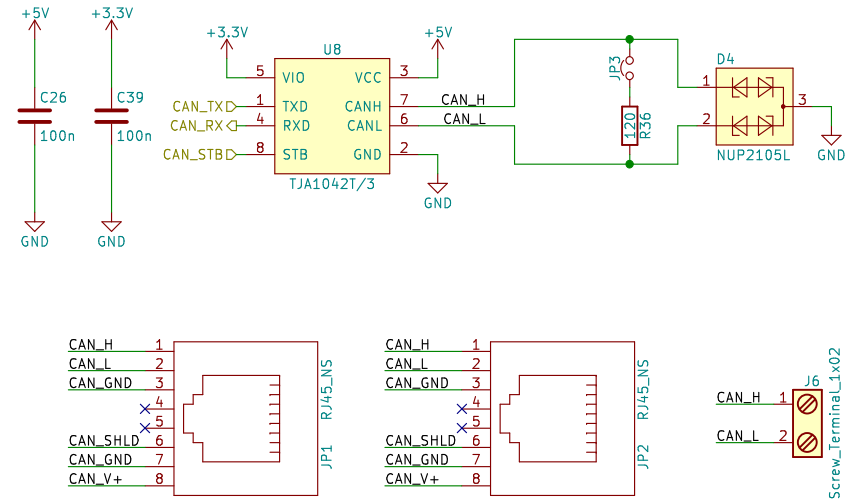 +5V
+3.3V
C26
100n
C39
100n
GND
GND
+3.3V
U8
+5V
5 VIO VCC 3
CAN_TX 1 TXD CANH 7 CAN_H
CAN_RX 4 RXD CANL 6 CAN_L
CAN_STB 8 STB GND 2
TJA1042T/3
GND
JP3
120
R36
D4
1
2
3
NUP2105L
GND
CAN_H 1
CAN_L 2
CAN_GND 3
4
5
CAN_SHLD 6
CAN_GND 7
CAN_V+ 8
RJ45_NS
JP1
CAN_H 1
CAN_L 2
CAN_GND 3
4
5
CAN_SHLD 6
CAN_GND 7
CAN_V+ 8
RJ45_NS
JP2
J6
CAN_H 1
CAN_L 2
Screw_Terminal_1x02